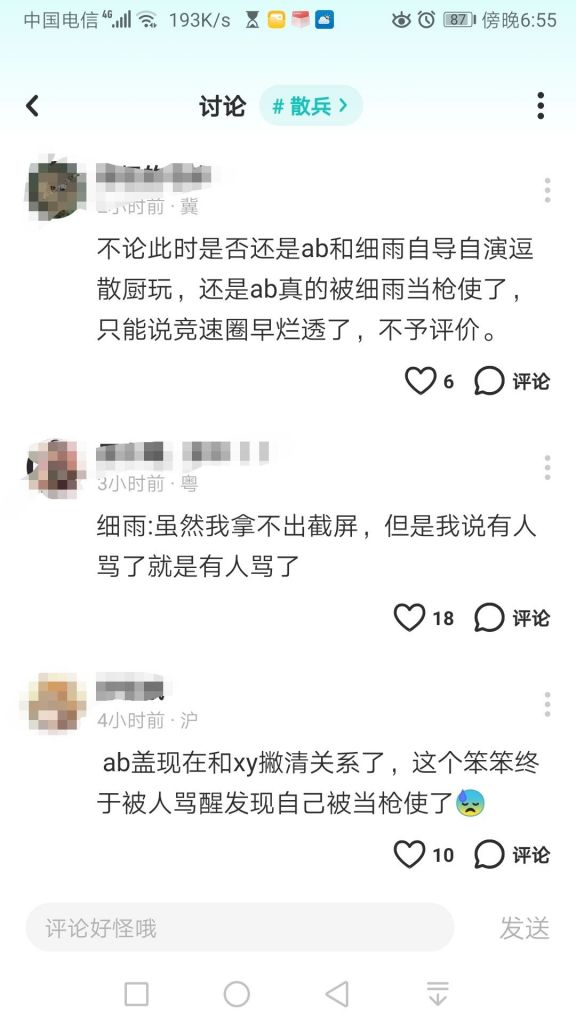 中国电信 4G 193K/s 87 傍晚6:55
讨论 # 散兵 >
小时前 · 冀
不论此时是否还是ab和细雨自导自演逗
散厨玩，还是ab真的被细雨当枪使了，
只能说竞速圈早烂透了，不予评价。
6 评论
3小时前 · 粤
细雨:虽然我拿不出截屏，但是我说有人
骂了就是有人骂了
18 评论
4小时前 · 沪
ab盖现在和xy撇清关系了，这个笨笨终
于被人骂醒发现自己被当枪使了😓
10 评论
评论好怪哦 发送